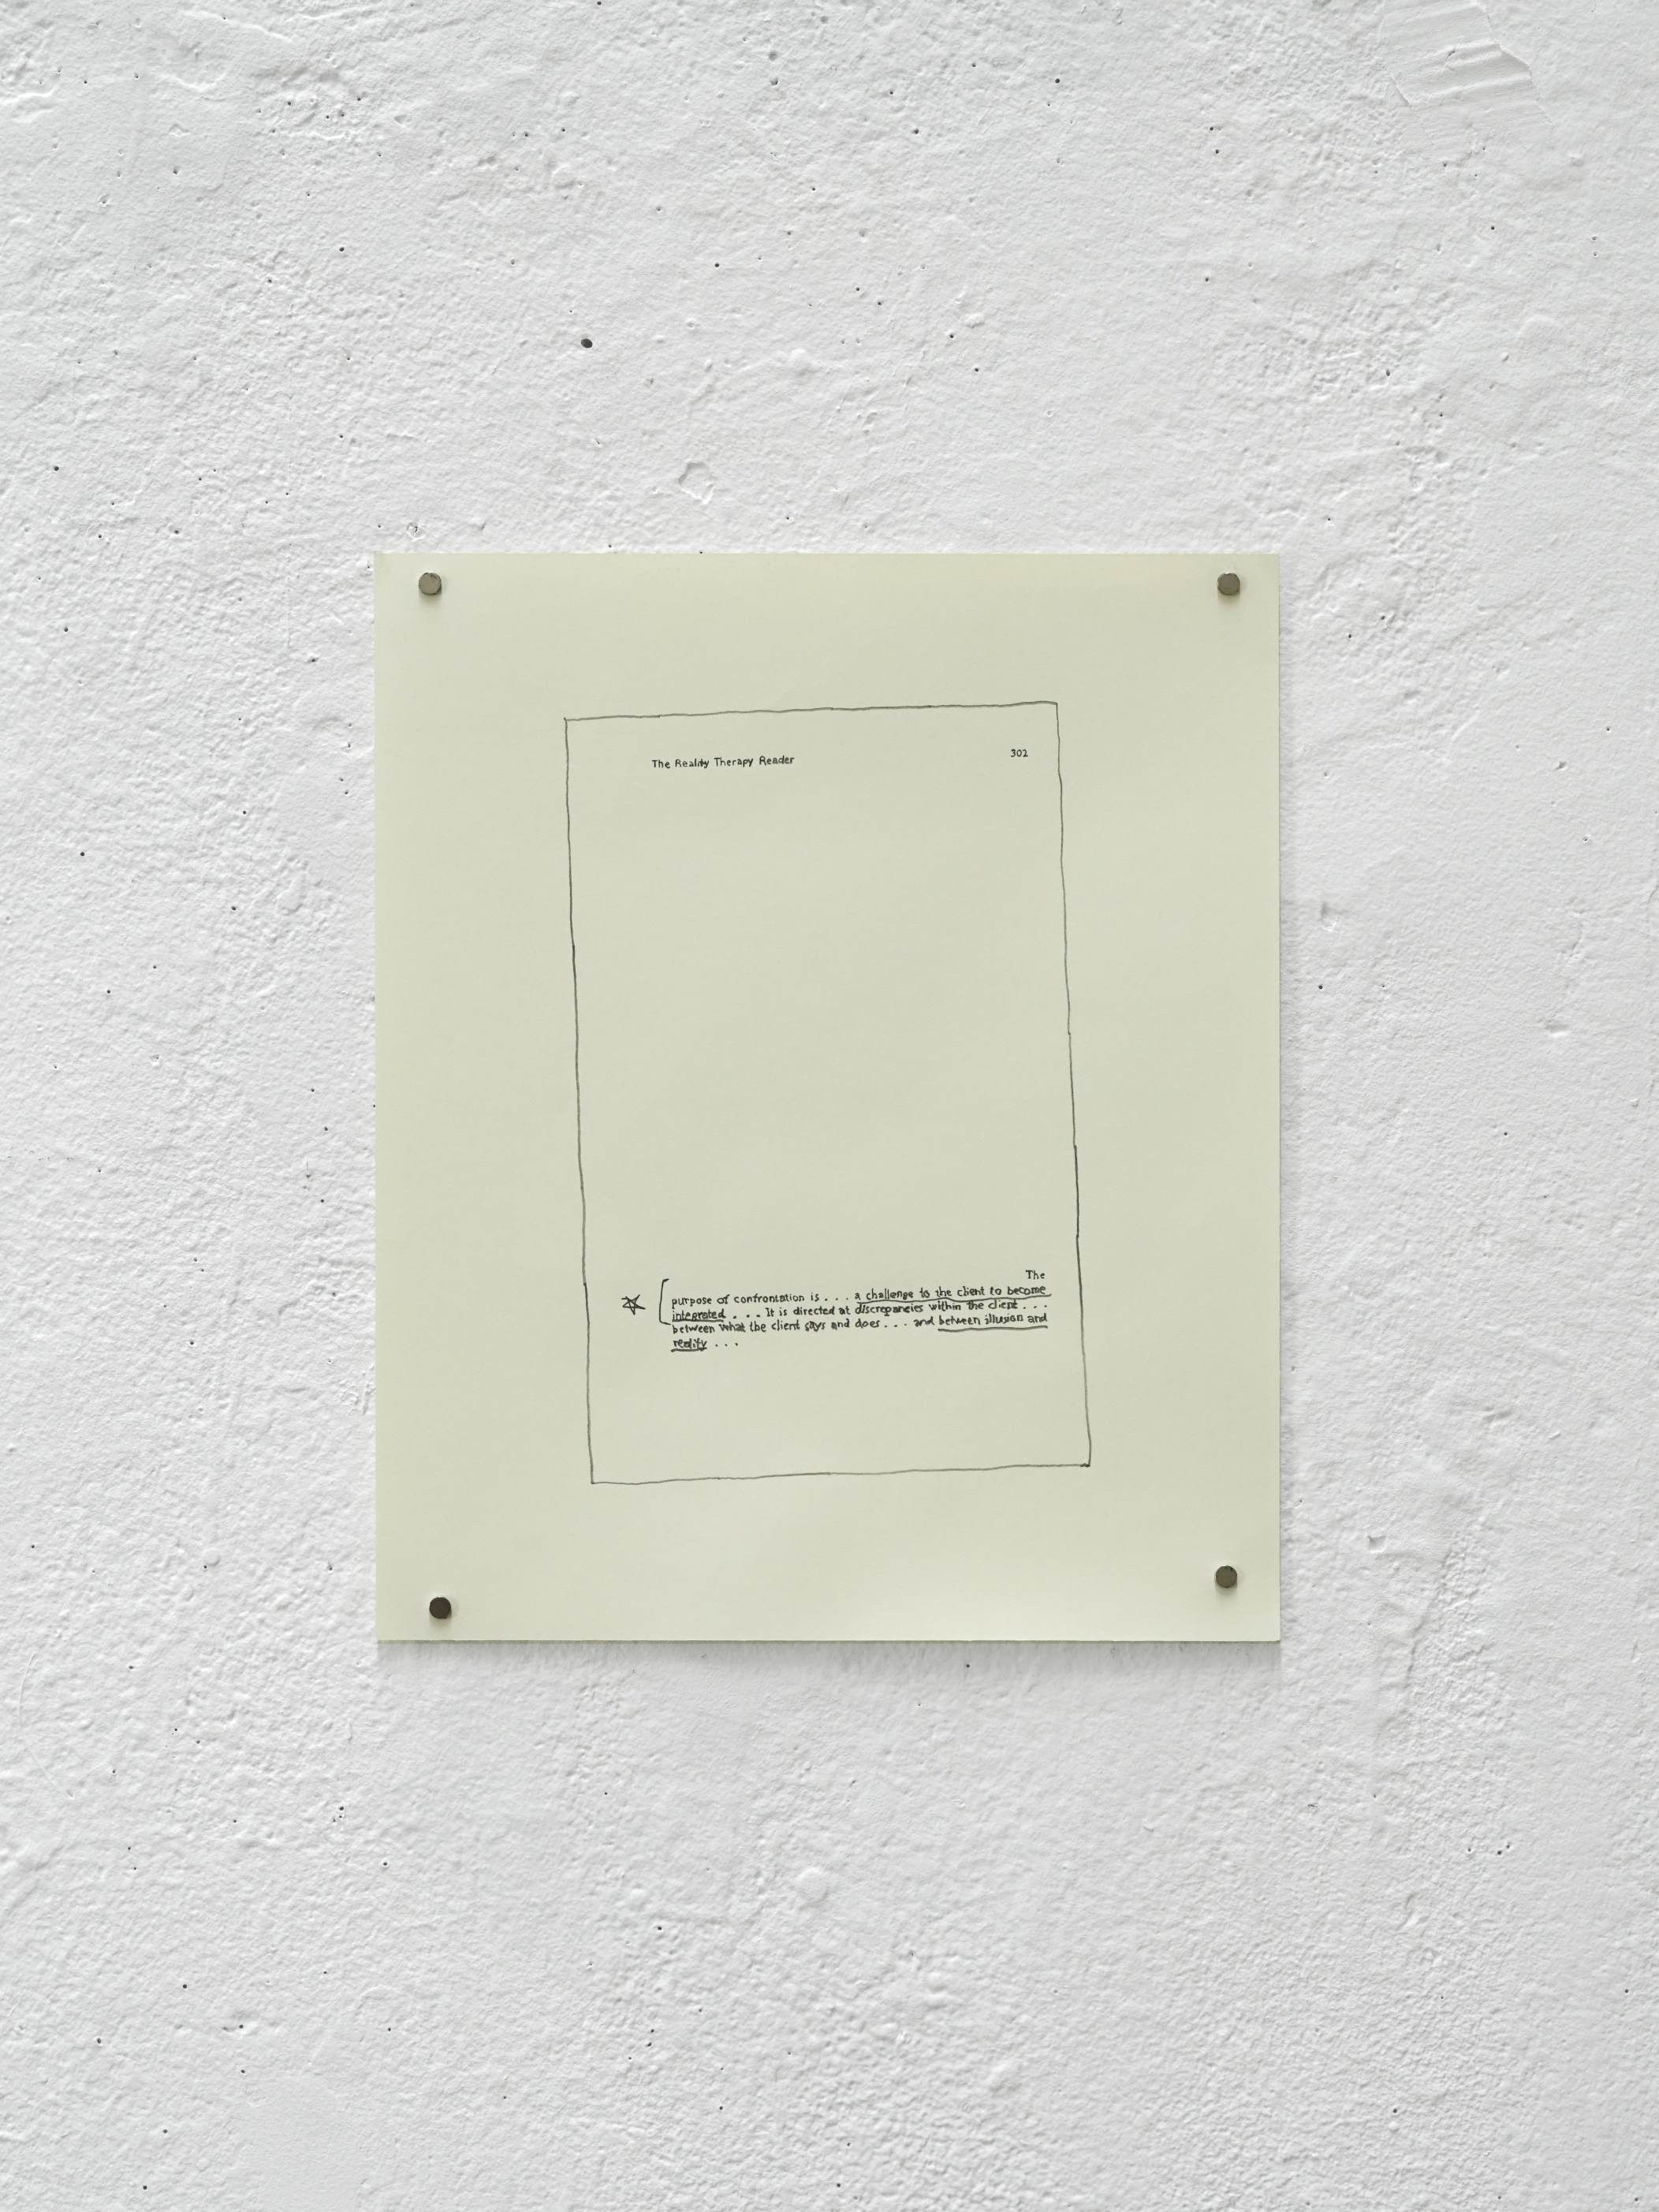 The Reality Therapy Reader 302
The
purpose of confrontation is . . . a challenge to the client to become
integrated . . . . It is directed at discrepancies within the client . . .
between what the client says and does . . . and between illusion and
reality . . .